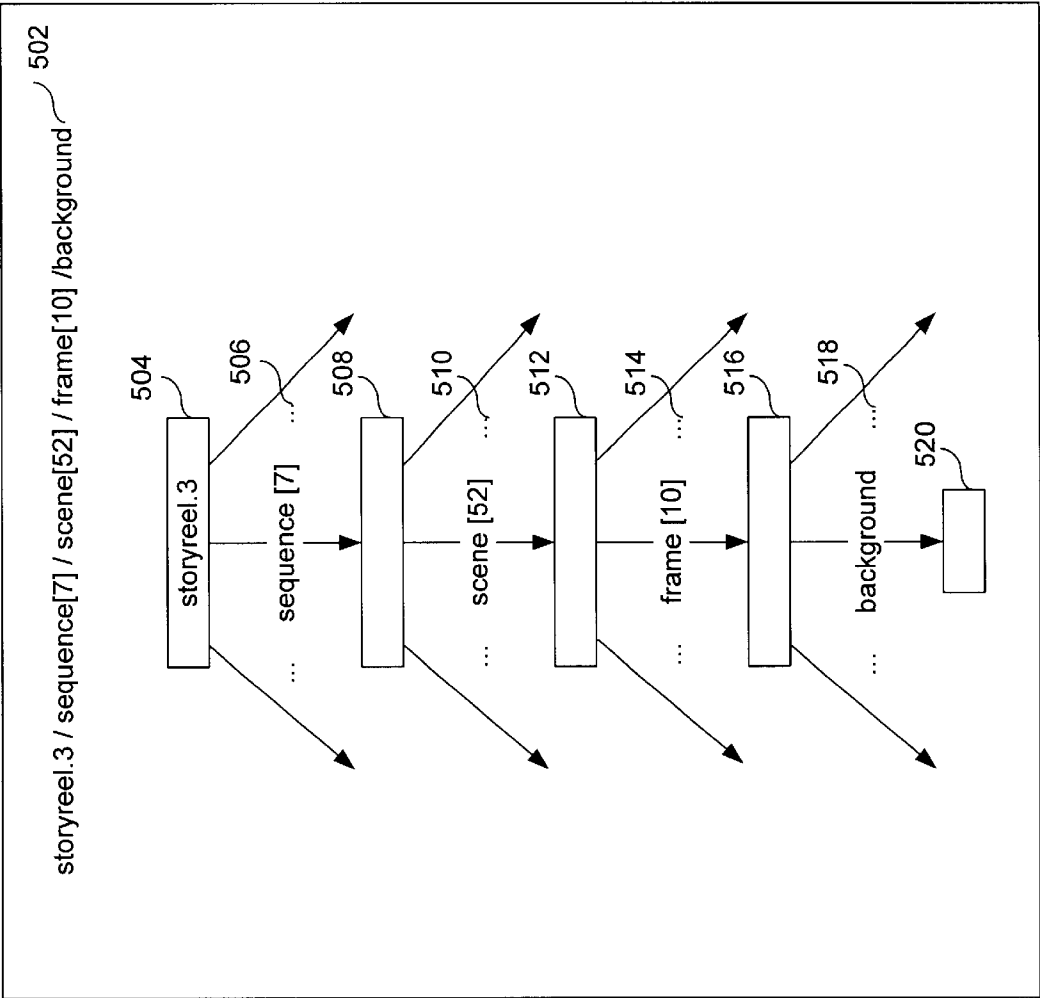 storyreel.3 / sequence[7] / scene[52] / frame[10] /background 502
storyreel.3 504
... sequence [7] ... 506
508
... scene [52] ... 510
512
... frame [10] ... 514
516
... background ... 518
520